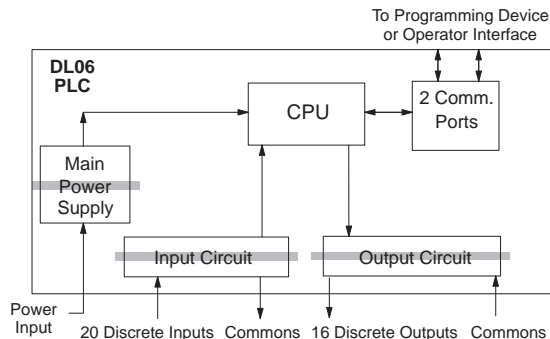 To Programming Device
or Operator Interface
DL06
PLC
CPU
2 Comm.
Ports
Main
Power
Supply
Input Circuit
Output Circuit
Power
Input
20 Discrete Inputs
Commons
16 Discrete Outputs
Commons